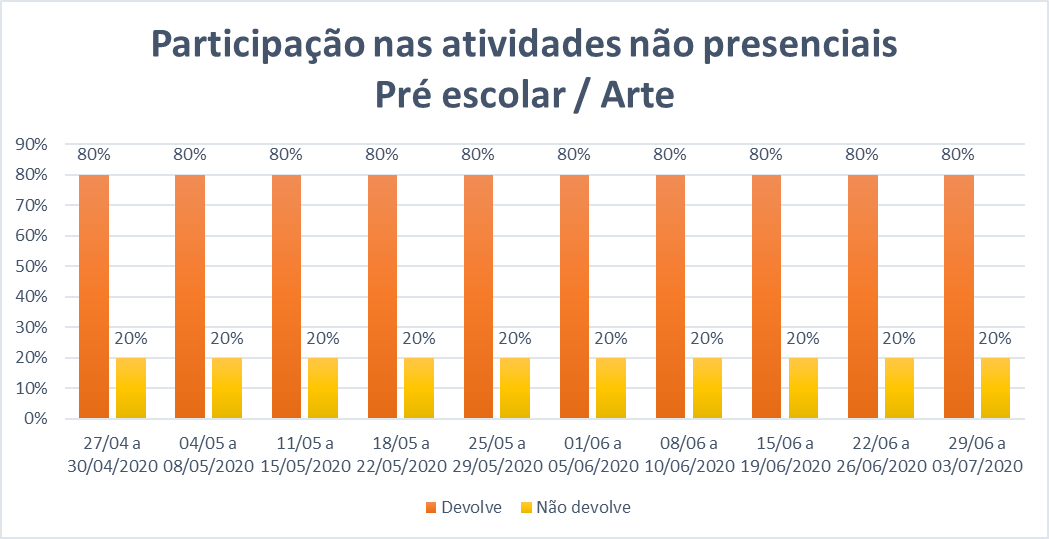 Participação nas atividades não presenciais
Pré escolar / Arte
90%
80%
70%
60%
50%
40%
30%
20%
10%
0%
80% 80% 80% 80% 80% 80% 80% 80% 80% 80%
20% 20% 20% 20% 20% 20% 20% 20% 20% 20%
27/04 a 04/05 a 11/05 a 18/05 a 25/05 a 01/06 a 08/06 a 15/06 a 22/06 a 29/06 a
30/04/2020 08/05/2020 15/05/2020 22/05/2020 29/05/2020 05/06/2020 10/06/2020 19/06/2020 26/06/2020 03/07/2020
Devolve Não devolve